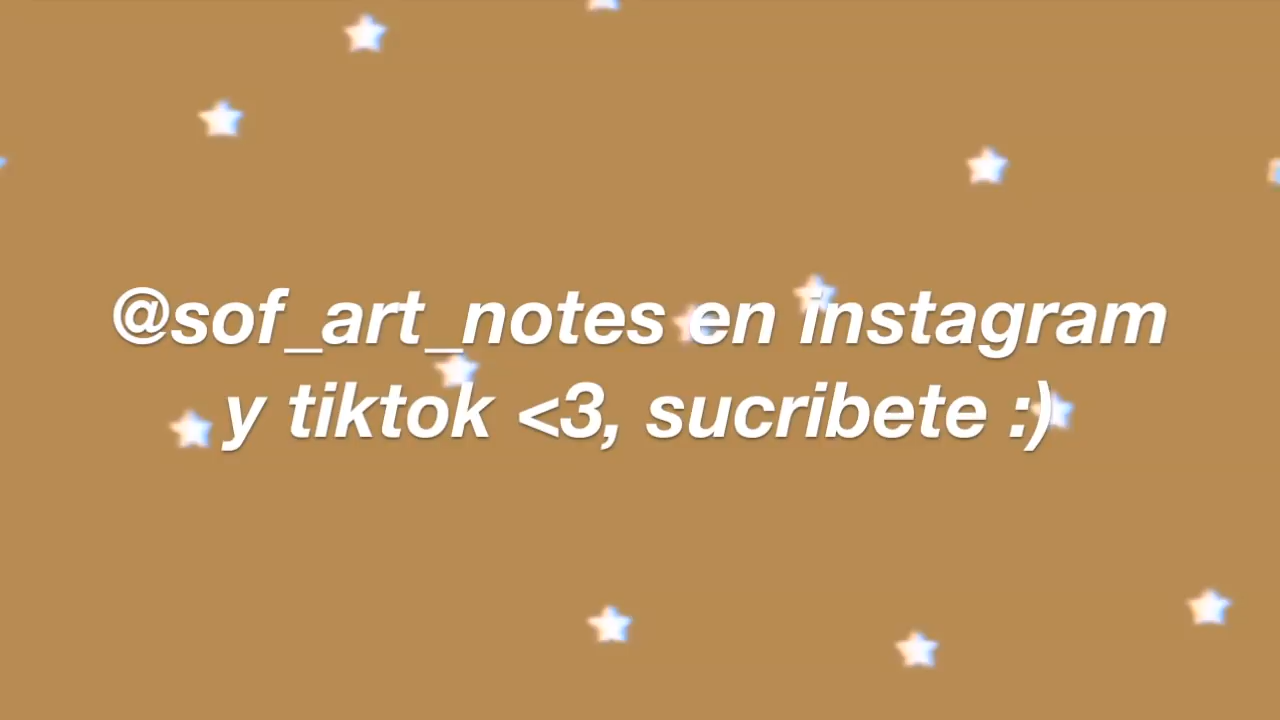 @sof_art_notes en instagram
y tiktok <3, sucribete :)